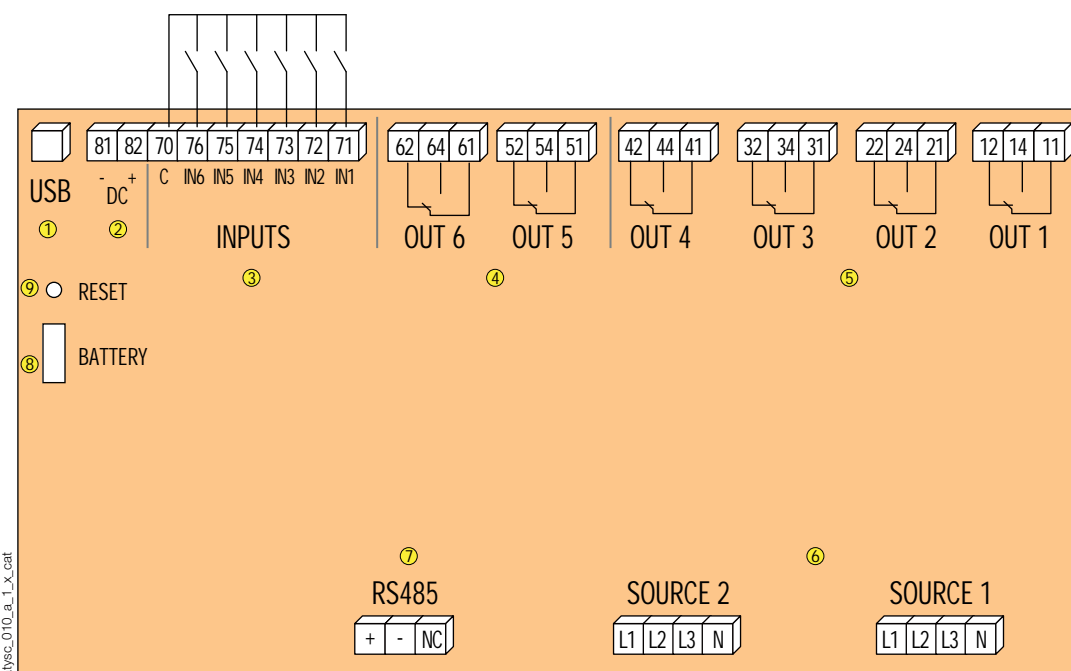 81 82 70 76 75 74 73 72 71 62 64 61 52 54 51 42 44 41 32 34 31 22 24 21 12 14 11
- + C IN6 IN5 IN4 IN3 IN2 IN1
USB DC
① ② INPUTS OUT 6 OUT 5 OUT 4 OUT 3 OUT 2 OUT 1
③ ④ ⑤
⑨ RESET
⑧ BATTERY
⑦ ⑥
RS485 SOURCE 2 SOURCE 1
+ - NC L1 L2 L3 N L1 L2 L3 N
tysc_010_a_1_x_cat